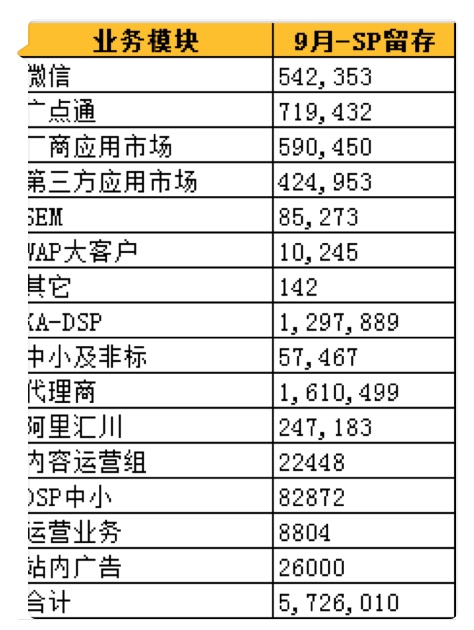 业务模块 9月-SP留存
微信 542,353
广点通 719,432
厂商应用市场 590,450
第三方应用市场 424,953
SEM 85,273
WAP大客户 10,245
其它 142
KA-DSP 1,297,889
中小及非标 57,467
代理商 1,610,499
阿里汇川 247,183
内容运营组 22448
DSP中小 82872
运营业务 8804
站内广告 26000
合计 5,726,010